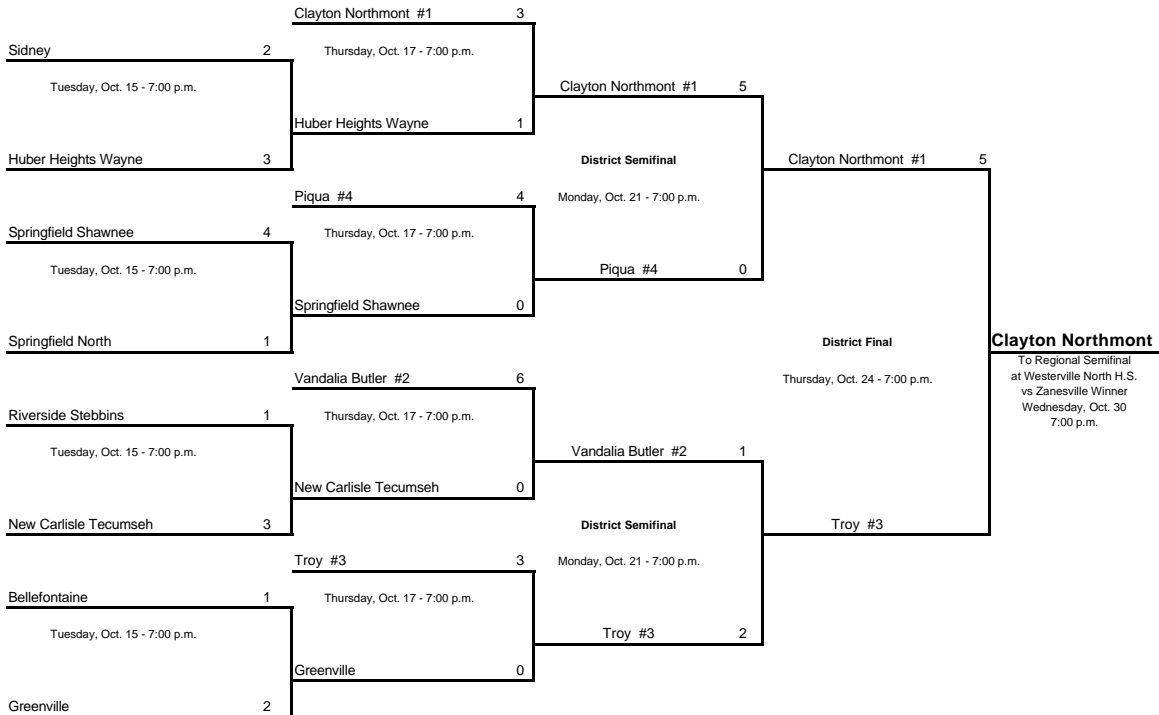 Clayton Northmont #1 3
Sidney 2
Thursday, Oct. 17 - 7:00 p.m.
Tuesday, Oct. 15 - 7:00 p.m.
Clayton Northmont #1 5
Huber Heights Wayne 1
Huber Heights Wayne 3
District Semifinal
Clayton Northmont #1 5
Piqua #4 4
Monday, Oct. 21 - 7:00 p.m.
Springfield Shawnee 4
Thursday, Oct. 17 - 7:00 p.m.
Tuesday, Oct. 15 - 7:00 p.m.
Piqua #4 0
Springfield Shawnee 0
Springfield North 1
District Final
Clayton Northmont
To Regional Semifinal
at Westerville North H.S.
vs Zanesville Winner
Wednesday, Oct. 30
7:00 p.m.
Vandalia Butler #2 6
Thursday, Oct. 24 - 7:00 p.m.
Riverside Stebbins 1
Thursday, Oct. 17 - 7:00 p.m.
Tuesday, Oct. 15 - 7:00 p.m.
Vandalia Butler #2 1
New Carlisle Tecumseh 0
New Carlisle Tecumseh 3
District Semifinal
Troy #3
Troy #3 3
Monday, Oct. 21 - 7:00 p.m.
Bellefontaine 1
Thursday, Oct. 17 - 7:00 p.m.
Tuesday, Oct. 15 - 7:00 p.m.
Troy #3 2
Greenville 0
Greenville 2